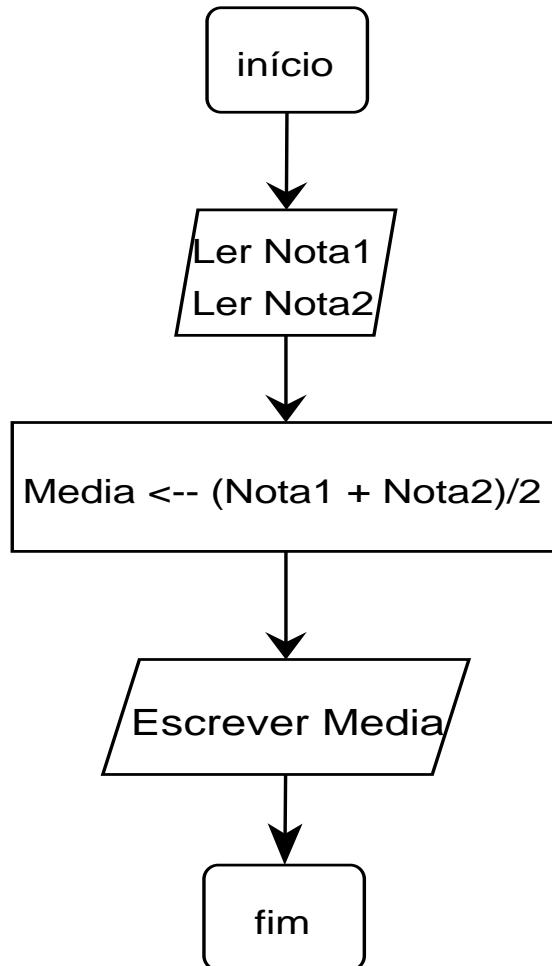 início
Ler Nota1
Ler Nota2
Media <-- (Nota1 + Nota2)/2
Escrever Media
fim